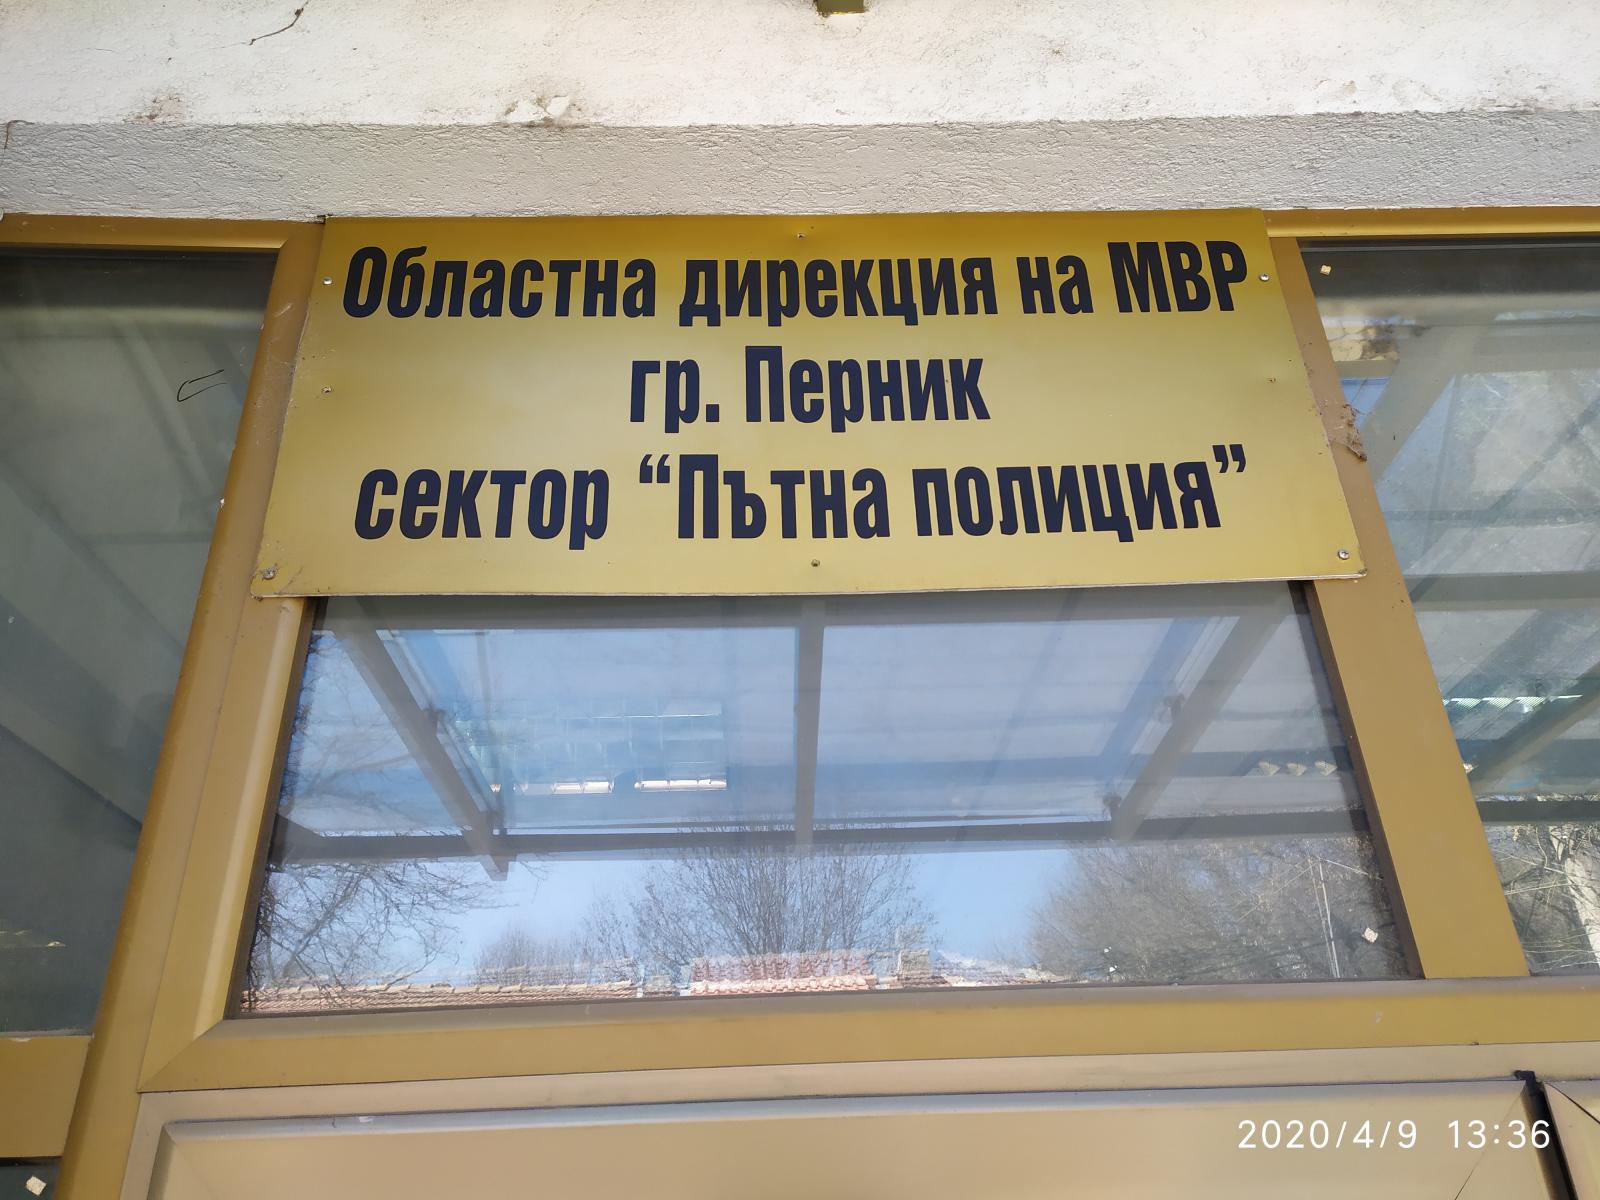 Областна дирекция на МВР
гр. Перник
сектор “Пътна полиция”
2020/4/9 13:36